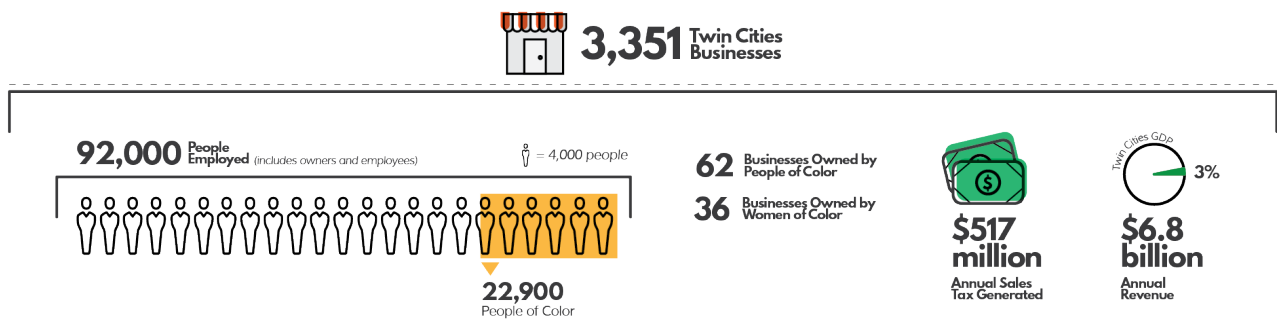 3,351 Twin Cities
Businesses
92,000 People
Employed (includes owners and employees)
= 4,000 people
22,900
People of Color
62 Businesses Owned by
People of Color
36 Businesses Owned by
Women of Color
$
$517
million
Annual Sales
Tax Generated
Twin Cities GDP
3%
$6.8
billion
Annual
Revenue